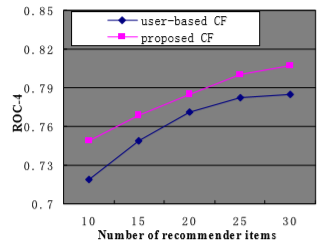 0.85
user-based CF
proposed CF
0.82
0.79
0.76
0.73
0.7
ROC-4
10 15 20 25 30
Number of recommender items